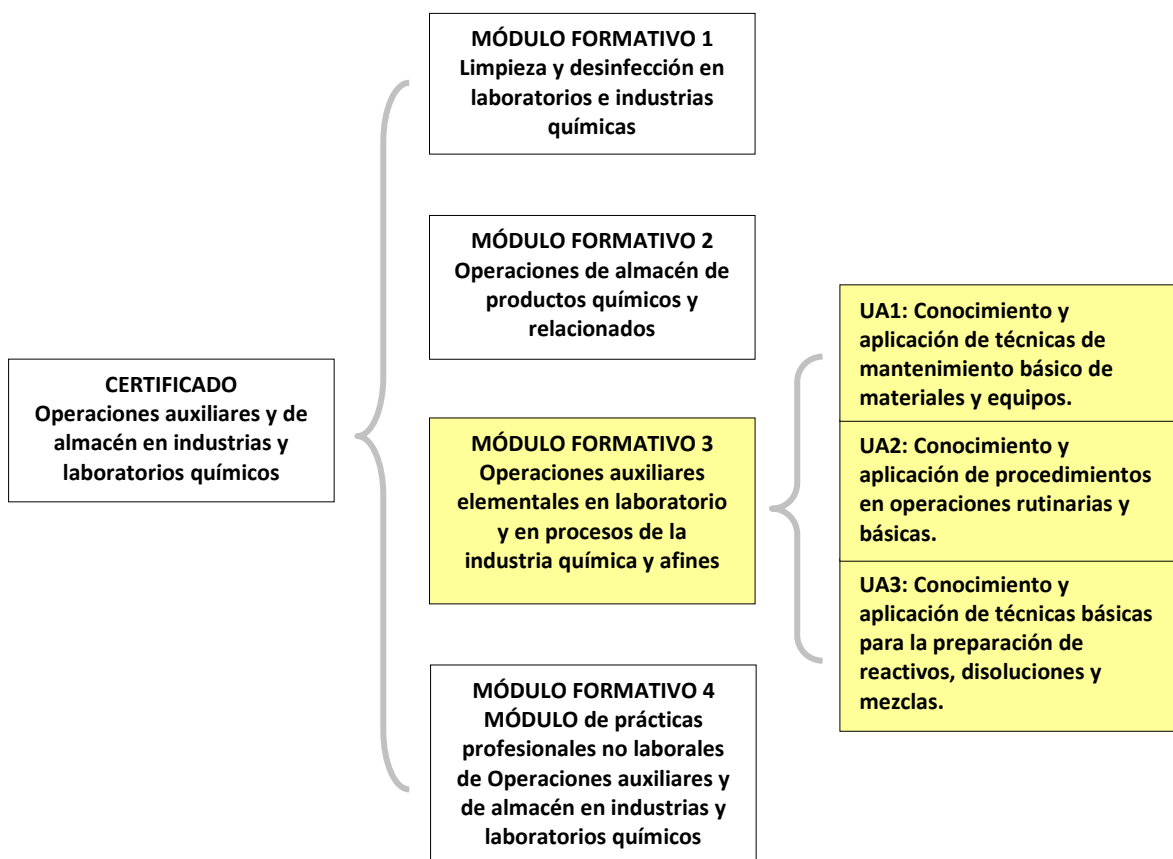 MÓDULO FORMATIVO 1
Limpieza y desinfección en
laboratorios e industrias
químicas
MÓDULO FORMATIVO 2
Operaciones de almacén de
productos químicos y
relacionados
CERTIFICADO
Operaciones auxiliares y de
almacén en industrias y
laboratorios químicos
MÓDULO FORMATIVO 3
Operaciones auxiliares
elementales en laboratorio
y en procesos de la
industria química y afines
UA1: Conocimiento y
aplicación de técnicas de
mantenimiento básico de
materiales y equipos.
UA2: Conocimiento y
aplicación de procedimientos
en operaciones rutinarias y
básicas.
UA3: Conocimiento y
aplicación de técnicas básicas
para la preparación de
reactivos, disoluciones y
mezclas.
MÓDULO FORMATIVO 4
MÓDULO de prácticas
profesionales no laborales
de Operaciones auxiliares y
de almacén en industrias y
laboratorios químicos